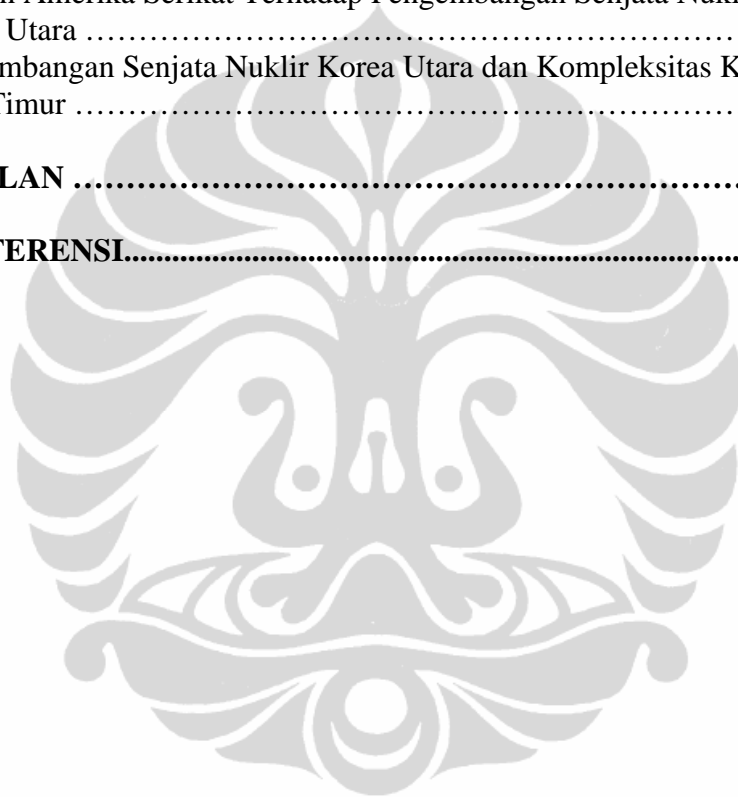 n Amerika Serikat Terhadap Pengembangan Senjata Nukl
Utara ……………………………………………………………
mbangan Senjata Nuklir Korea Utara dan Kompleksitas K
Timur ……………………………………………………………
LAN ……………………………………………………………
TERENSI..............................................................................